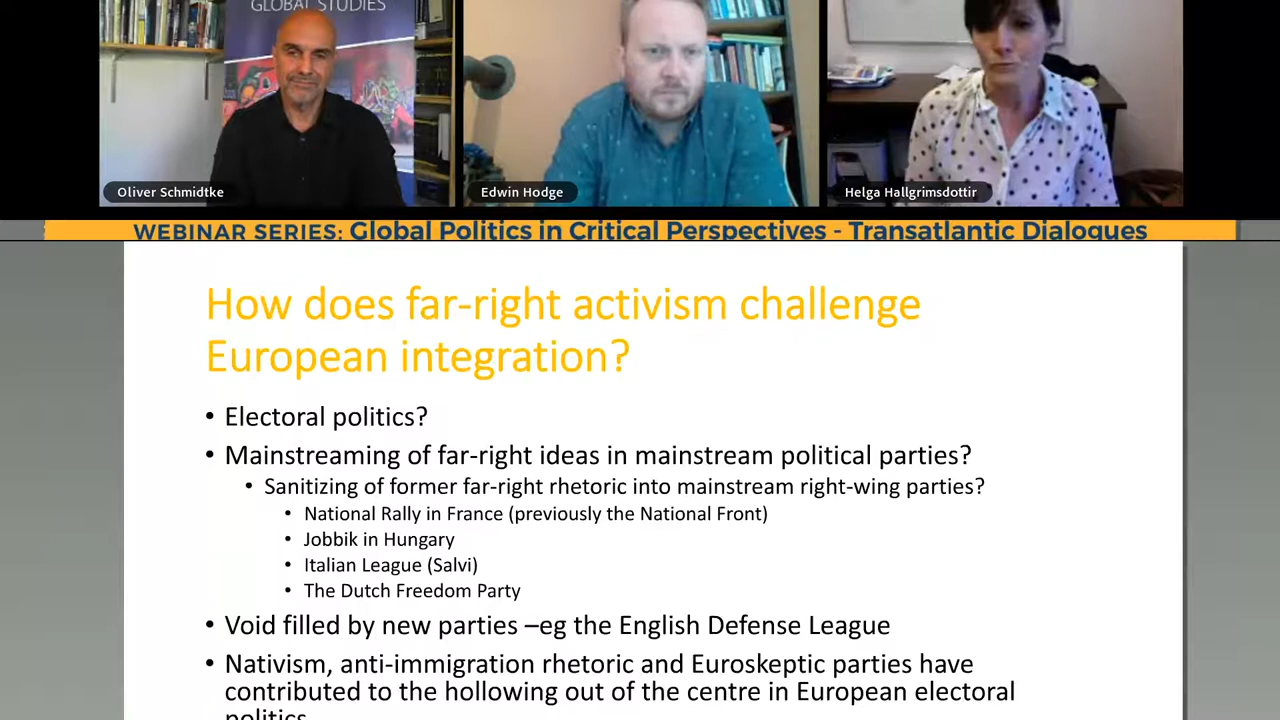 GLOBAL STUDIES
Oliver Schmidtke
Edwin Hodge
Helga Hallgrimsdottir
WEBINAR SERIES: Global Politics in Critical Perspectives - Transatlantic Dialogues
How does far-right activism challenge
European integration?
• Electoral politics?
• Mainstreaming of far-right ideas in mainstream political parties?
• Sanitizing of former far-right rhetoric into mainstream right-wing parties?
• National Rally in France (previously the National Front)
• Jobbik in Hungary
• Italian League (Salvi)
• The Dutch Freedom Party
• Void filled by new parties –eg the English Defense League
• Nativism, anti-immigration rhetoric and Euroskeptic parties have
contributed to the hollowing out of the centre in European electoral
politics